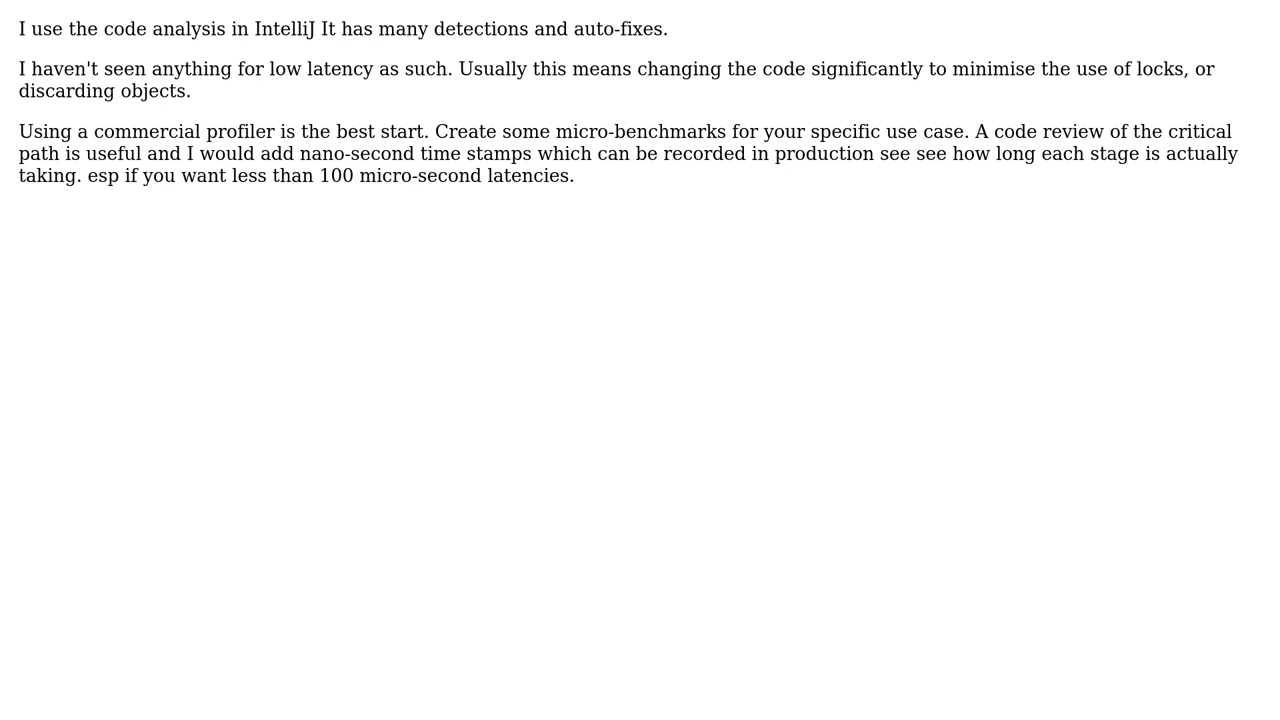 I use the code analysis in IntelliJ It has many detections and auto-fixes.
I haven't seen anything for low latency as such. Usually this means changing the code significantly to minimise the use of locks, or
discarding objects.
Using a commercial profiler is the best start. Create some micro-benchmarks for your specific use case. A code review of the critical
path is useful and I would add nano-second time stamps which can be recorded in production see see how long each stage is actually
taking. esp if you want less than 100 micro-second latencies.